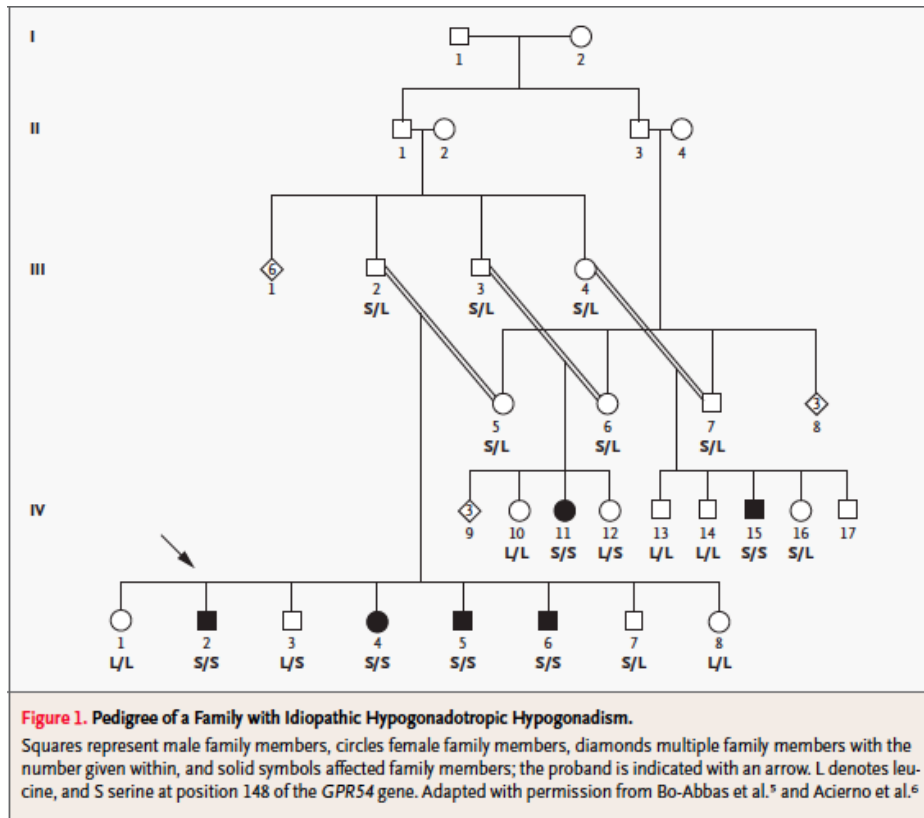 I
1 2
II
1 2 3 4
III
6
1 2 3 4
S/L S/L S/L
3
5 6 7 8
S/L S/L S/L
IV
3
9 10 11 12 13 14 15 16 17
L/L S/S L/S L/L L/L S/S S/L
1 2 3 4 5 6 7 8
L/L S/S L/S S/S S/S S/S S/L L/L
Figure 1. Pedigree of a Family with Idiopathic Hypogonadotropic Hypogonadism.
Squares represent male family members, circles female family members, diamonds multiple family members with the
number given within, and solid symbols affected family members; the proband is indicated with an arrow. L denotes leu-
cine, and S serine at position 148 of the GPR54 gene. Adapted with permission from Bo-Abbas et al.⁵ and Acierno et al.⁶